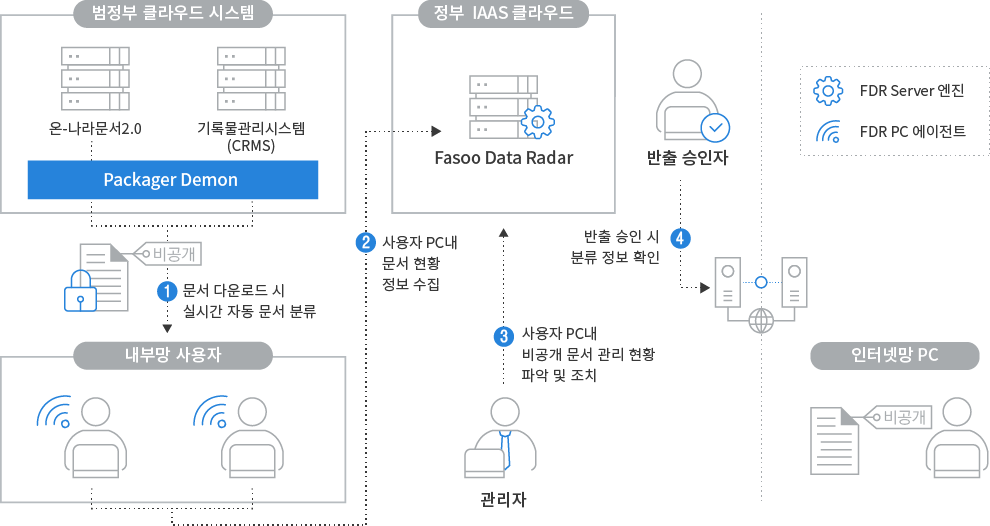 범정부 클라우드 시스템
온-나라문서2.0
기록물관리시스템
(CRMS)
Packager Demon
비공개
1
문서 다운로드 시
실시간 자동 문서 분류
내부망 사용자
정부 IAAS 클라우드
Fasoo Data Radar
2
사용자 PC내
문서 현황
정보 수집
3
사용자 PC내
비공개 문서 관리 현황
파악 및 조치
관리자
반출 승인자
반출 승인 시
분류 정보 확인
4
FDR Server 엔진
FDR PC 에이전트
인터넷망 PC
비공개